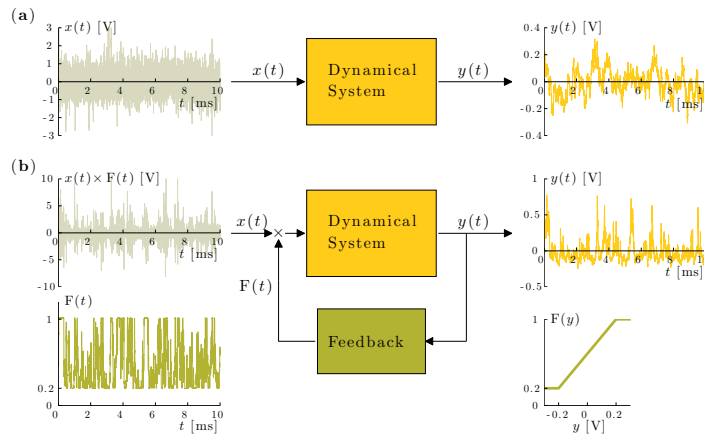 (a)
x(t) [V]
3
2
1
0
-1
-2
-3
0 2 4 6 8 10
t [ms]
x(t)
Dynamical
System
y(t)
y(t) [V]
0.4
0.2
0
-0.2
-0.4
0 2 4 6 8 10
t [ms]
(b)
x(t)×F(t) [V]
10
5
0
-5
-10
0 2 4 6 8 10
t [ms]
x(t)
×
Dynamical
System
y(t)
F(t)
Feedback
y(t) [V]
1
0.5
0
-0.5
0 2 4 6 8 10
t [ms]
F(t)
1
0.2
0
0 2 4 6 8 10
t [ms]
F(y)
1
0.2
0
-0.2 0 0.2
y [V]